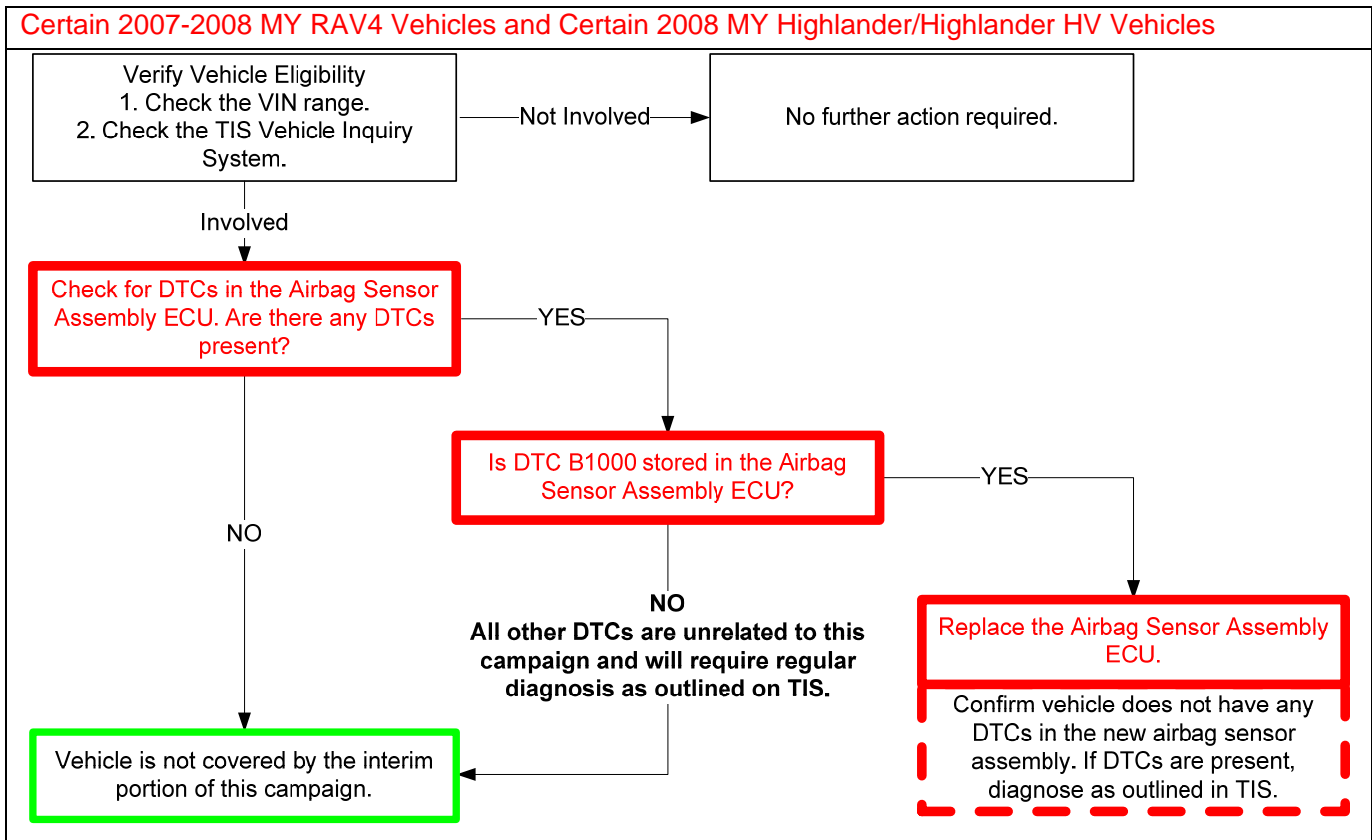 Certain 2007-2008 MY RAV4 Vehicles and Certain 2008 MY Highlander/Highlander HV Vehicles
Verify Vehicle Eligibility
1. Check the VIN range.
2. Check the TIS Vehicle Inquiry
System.
Not Involved
No further action required.
Involved
Check for DTCs in the Airbag Sensor
Assembly ECU. Are there any DTCs
present?
YES
Is DTC B1000 stored in the Airbag
Sensor Assembly ECU?
YES
NO
NO
All other DTCs are unrelated to this
campaign and will require regular
diagnosis as outlined on TIS.
Replace the Airbag Sensor Assembly
ECU.
Confirm vehicle does not have any
DTCs in the new airbag sensor
assembly. If DTCs are present,
diagnose as outlined in TIS.
Vehicle is not covered by the interim
portion of this campaign.